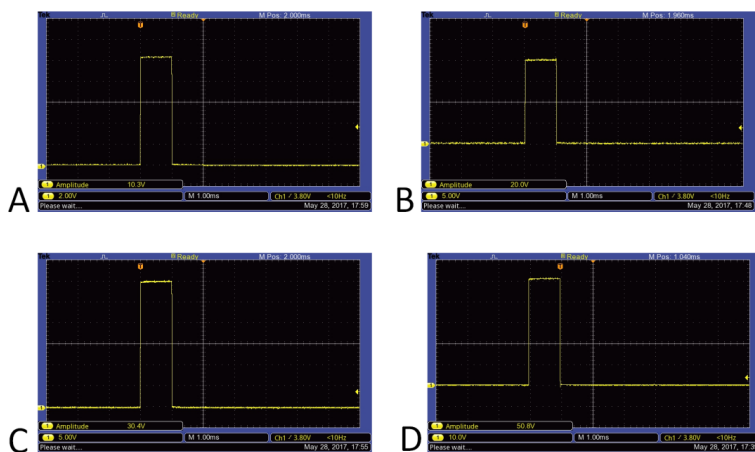 Tek
Ready
M Pos: 2.000ms
T
1
1 Amplitude 10.3V
1 2.00V M 1.00ms Ch1 / 3.80V <10Hz
Please wait.... May 28, 2017, 17:59
A
Tek
Ready
M Pos: 1.960ms
T
1
1 Amplitude 20.0V
1 5.00V M 1.00ms Ch1 / 3.80V <10Hz
Please wait.... May 28, 2017, 17:48
B
Tek
Ready
M Pos: 2.000ms
T
1
1 Amplitude 30.4V
1 5.00V M 1.00ms Ch1 / 3.80V <10Hz
Please wait.... May 28, 2017, 17:55
C
Tek
Ready
M Pos: 1.040ms
T
1
1 Amplitude 50.8V
1 10.0V M 1.00ms Ch1 / 3.80V <10Hz
Please wait.... May 28, 2017,
D